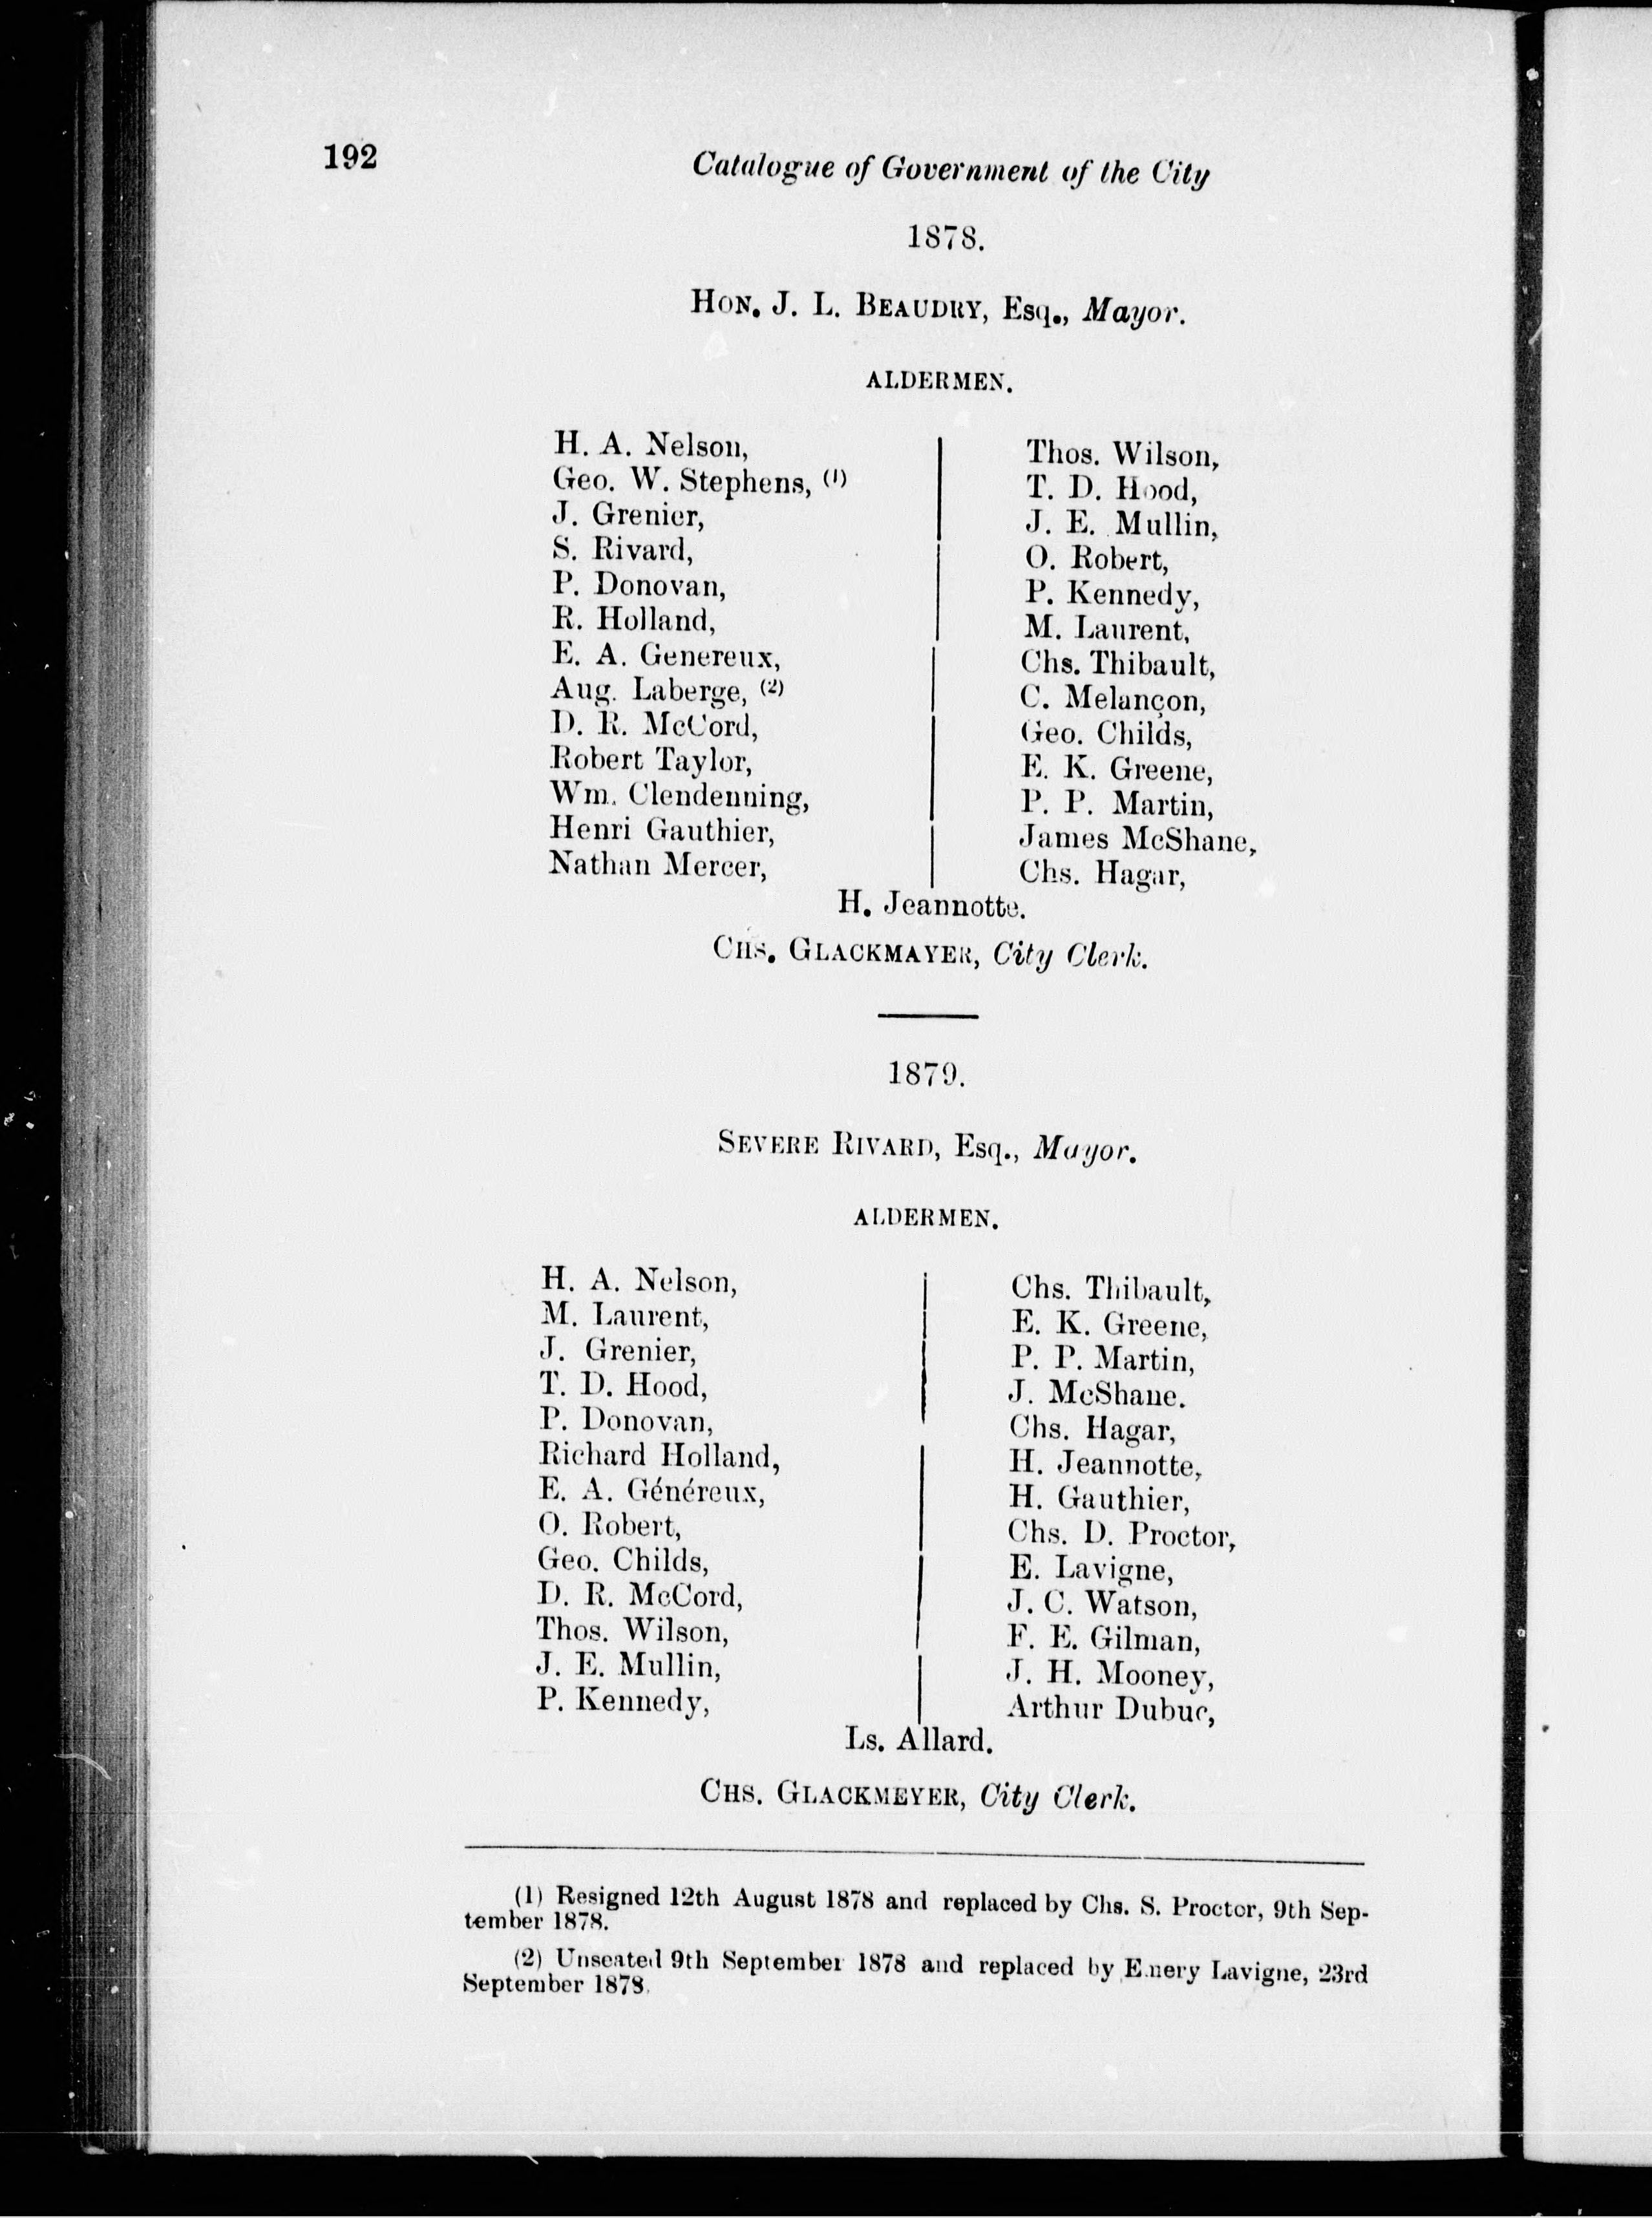 192
Catalogue of Government of the City
1878.
HON. J. L. BEAUDRY, Esq., Mayor.
ALDERMEN.
H. A. Nelson,
Geo. W. Stephens, (1)
J. Grenier,
S. Rivard,
P. Donovan,
R. Holland,
E. A. Genereux,
Aug. Laberge, (2)
D. R. McCord,
Robert Taylor,
Wm. Clendenning,
Henri Gauthier,
Nathan Mercer,
Thos. Wilson,
T. D. Hood,
J. E. Mullin,
O. Robert,
P. Kennedy,
M. Laurent,
Chs. Thibault,
C. Melançon,
Geo. Childs,
E. K. Greene,
P. P. Martin,
James McShane,
Chs. Hagar,
H. Jeannotte.
CHS. GLACKMAYER, City Clerk.
1879.
SEVERE RIVARD, Esq., Mayor.
ALDERMEN.
H. A. Nelson,
M. Laurent,
J. Grenier,
T. D. Hood,
P. Donovan,
Richard Holland,
E. A. Généreux,
O. Robert,
Geo. Childs,
D. R. McCord,
Thos. Wilson,
J. E. Mullin,
P. Kennedy,
Chs. Thibault,
E. K. Greene,
P. P. Martin,
J. McShane.
Chs. Hagar,
H. Jeannotte,
H. Gauthier,
Chs. D. Proctor,
E. Lavigne,
J. C. Watson,
F. E. Gilman,
J. H. Mooney,
Arthur Dubuc,
Ls. Allard.
CHS. GLACKMEYER, City Clerk.
(1) Resigned 12th August 1878 and replaced by Chs. S. Proctor, 9th Sep-
tember 1878.
(2) Unseated 9th September 1878 and replaced by Emery Lavigne, 23rd
September 1878.